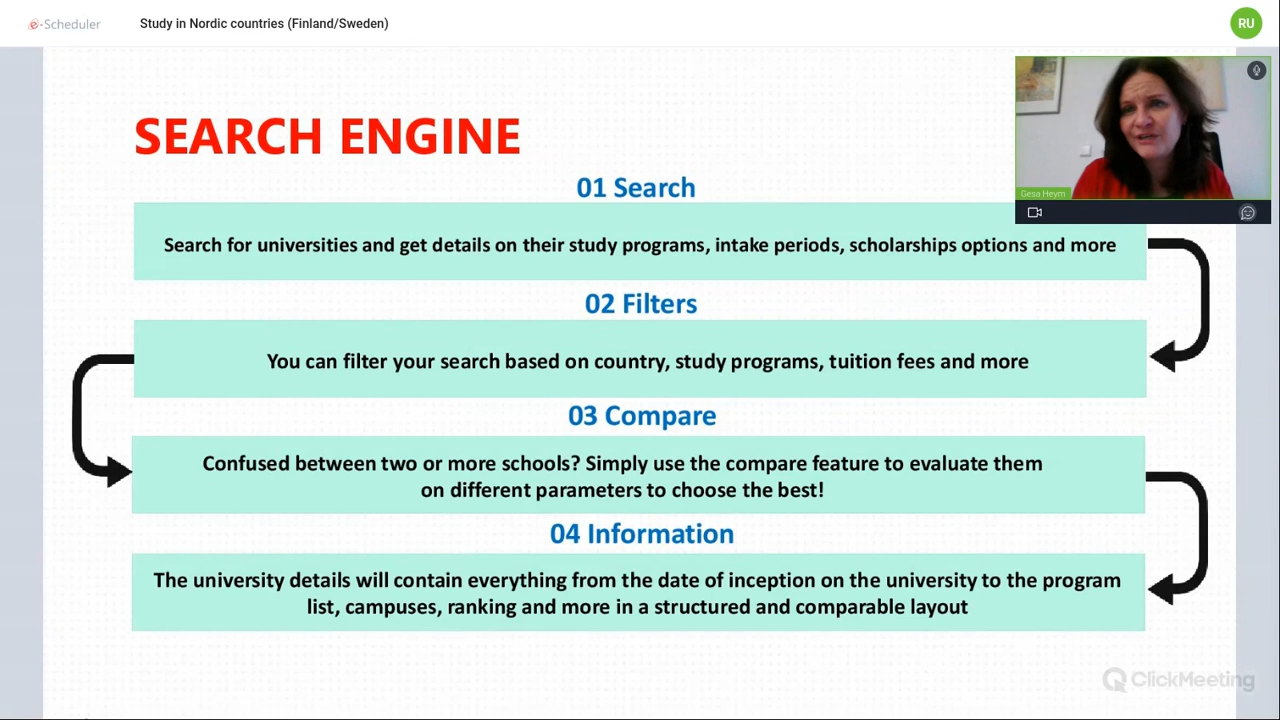 e-Scheduler
Study in Nordic countries (Finland/Sweden)
RU
SEARCH ENGINE
Gesa Heym
01 Search
Search for universities and get details on their study programs, intake periods, scholarships options and more
02 Filters
You can filter your search based on country, study programs, tuition fees and more
03 Compare
Confused between two or more schools? Simply use the compare feature to evaluate them
on different parameters to choose the best!
04 Information
The university details will contain everything from the date of inception on the university to the program
list, campuses, ranking and more in a structured and comparable layout
ClickMeeting